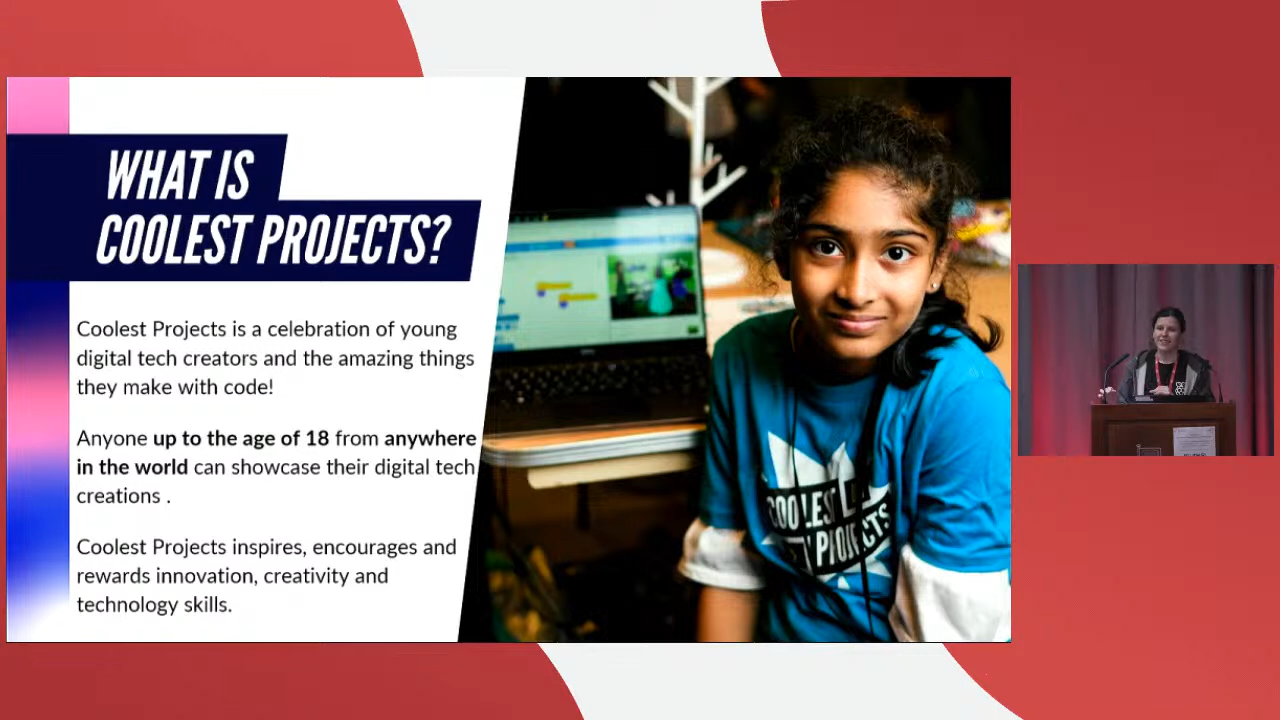 WHAT IS
COOLEST PROJECTS?
Coolest Projects is a celebration of young
digital tech creators and the amazing things
they make with code!
Anyone up to the age of 18 from anywhere
in the world can showcase their digital tech
creations .
Coolest Projects inspires, encourages and
rewards innovation, creativity and
technology skills.
COOLEST
PROJECTS